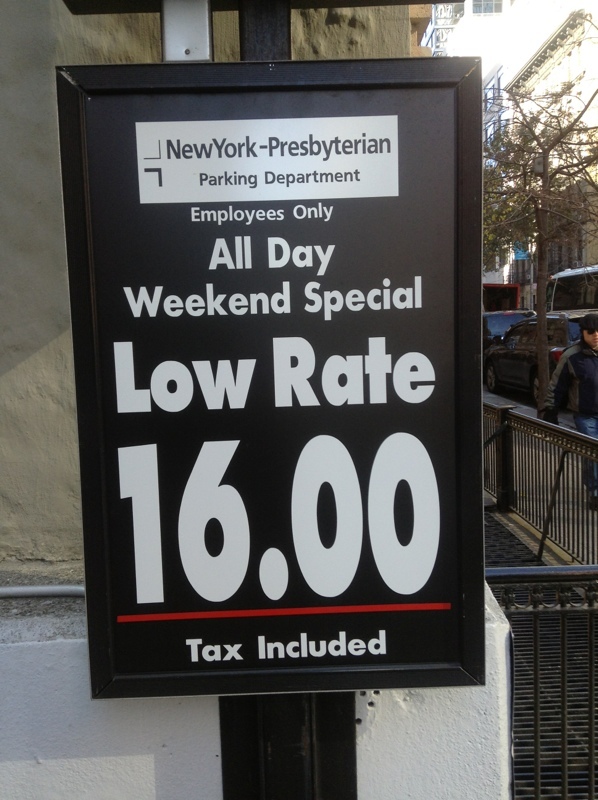 NewYork-Presbyterian
Parking Department
Employees Only
All Day
Weekend Special
Low Rate
16.00
Tax Included